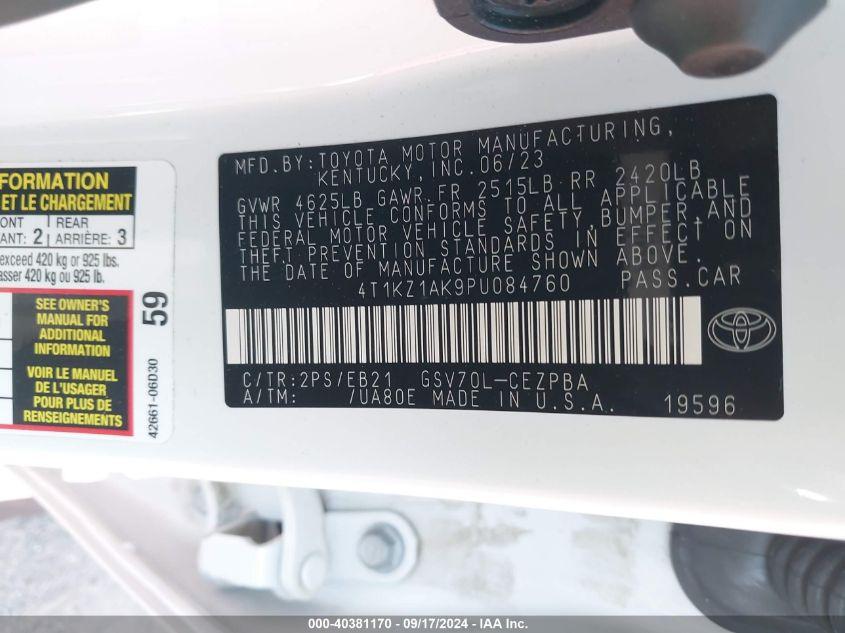 MFD.BY:TOYOTA MOTOR MANUFACTURING,
KENTUCKY, INC.06/23
GVWR 4625LB GAWR.FR 2515LB RR 2420LB
THIS VEHICLE CONFORMS TO ALL APPLICABLE
FEDERAL MOTOR VEHICLE SAFETY,BUMPER,AND
THEFT PREVENTION STANDARDS IN EFFECT ON
THE DATE OF MANUFACTURE SHOWN ABOVE.
4T1KZ1AK9PU084760 PASS.CAR
C/TR:2PS/EB21 GSV70L-CEZPBA
A/TM: /UA80E MADE IN U.S.A. 19596
FORMATION
ET LE CHARGEMENT
ONT
ANT: 2
REAR
ARRIÈRE: 3
exceed 420 kg or 925 lbs.
asser 420 kg ou 925 lb.
SEE OWNER'S
MANUAL FOR
ADDITIONAL
INFORMATION
VOIR LE MANUEL
DE L'USAGER
POUR PLUS DE
RENSEIGNEMENTS
59
42661-06D30
000-40381170 - 09/17/2024 - IAA Inc.